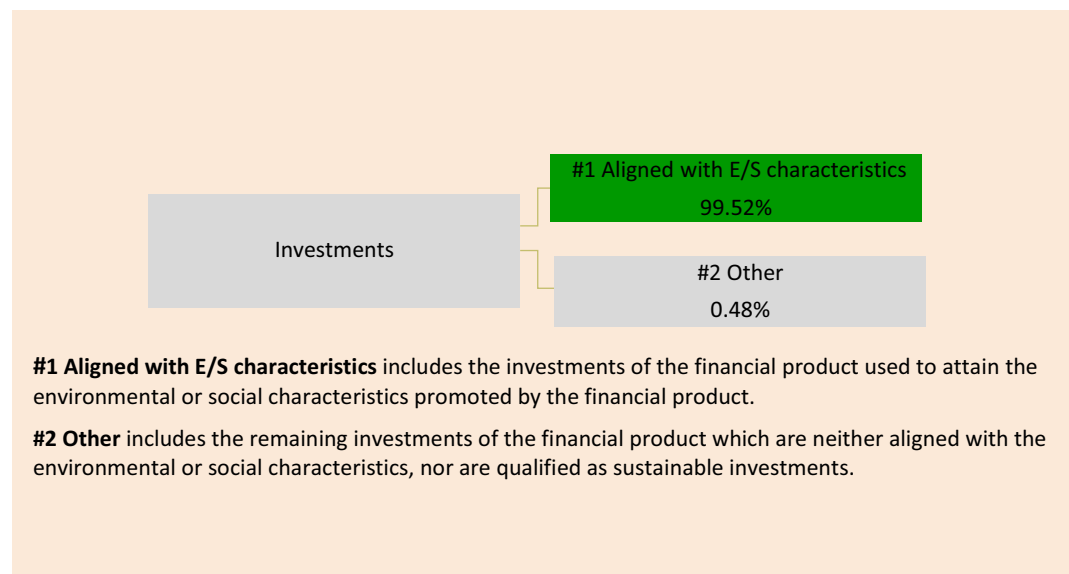 #1 Aligned with E/S characteristics
99.52%
Investments
#2 Other
0.48%
#1 Aligned with E/S characteristics includes the investments of the financial product used to attain the
environmental or social characteristics promoted by the financial product.
#2 Other includes the remaining investments of the financial product which are neither aligned with the
environmental or social characteristics, nor are qualified as sustainable investments.